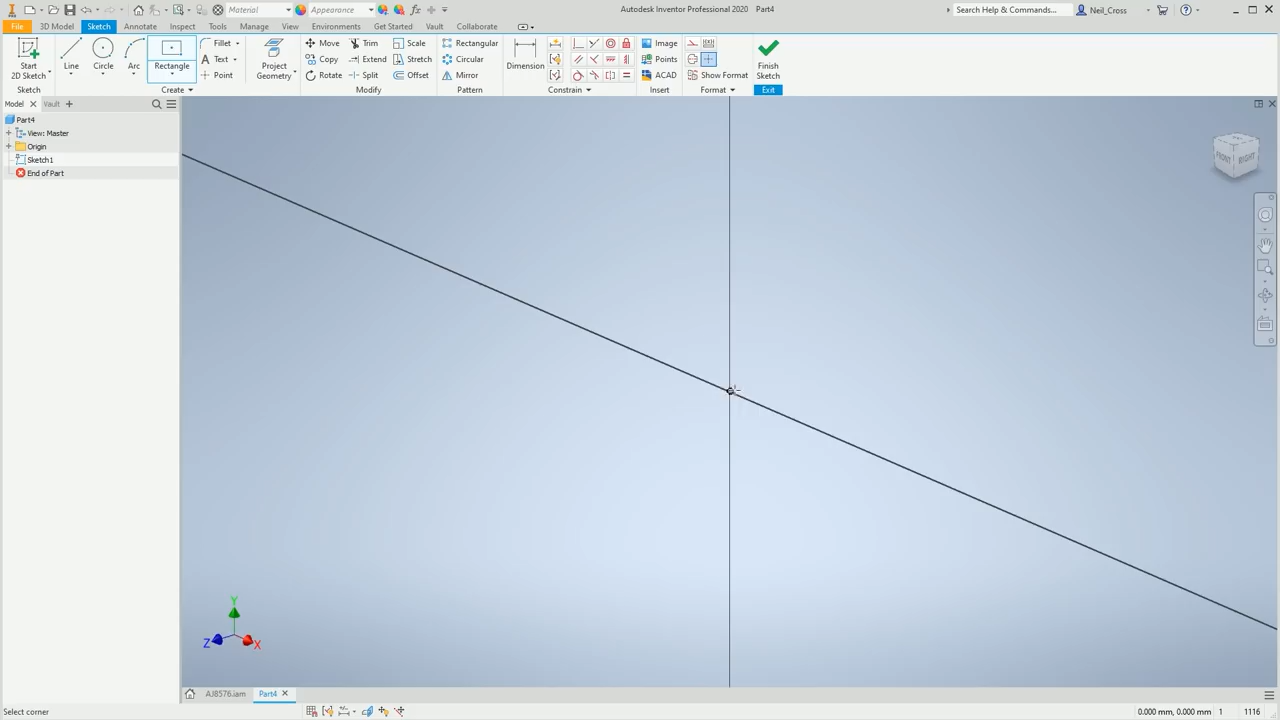 Material
Appearance
Autodesk Inventor Professional 2020 Part4
Search Help & Commands...
Neil_Cross
File 3D Model Sketch Annotate Inspect Tools Manage View Environments Get Started Vault Collaborate
Start
2D Sketch
Line
Circle
Arc
Rectangle
Fillet
Text
Point
Project
Geometry
Move
Copy
Rotate
Trim
Extend
Split
Scale
Stretch
Offset
Rectangular
Circular
Mirror
Dimension
Image
Points
ACAD
Show Format
Finish
Sketch
Sketch Create Modify Pattern Constrain Insert Format Exit
Model Vault
Part4
View: Master
Origin
Sketch1
End of Part
FRONT RIGHT
Y
Z
X
AJ8576.iam Part4
Select corner
0.000 mm, 0.000 mm 1 1116